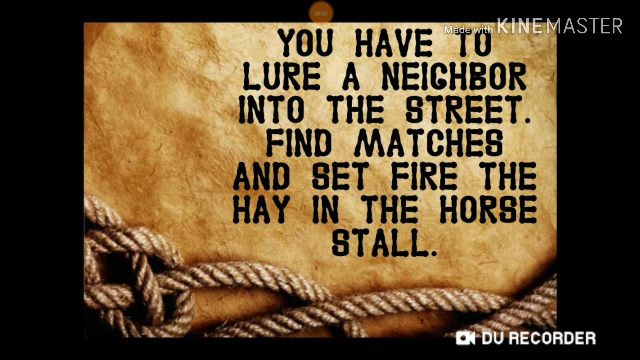 Made with KINEMASTER
YOU HAVE TO
LURE A NEIGHBOR
INTO THE STREET.
FIND MATCHES
AND SET FIRE THE
HAY IN THE HORSE
STALL.
DU RECORDER